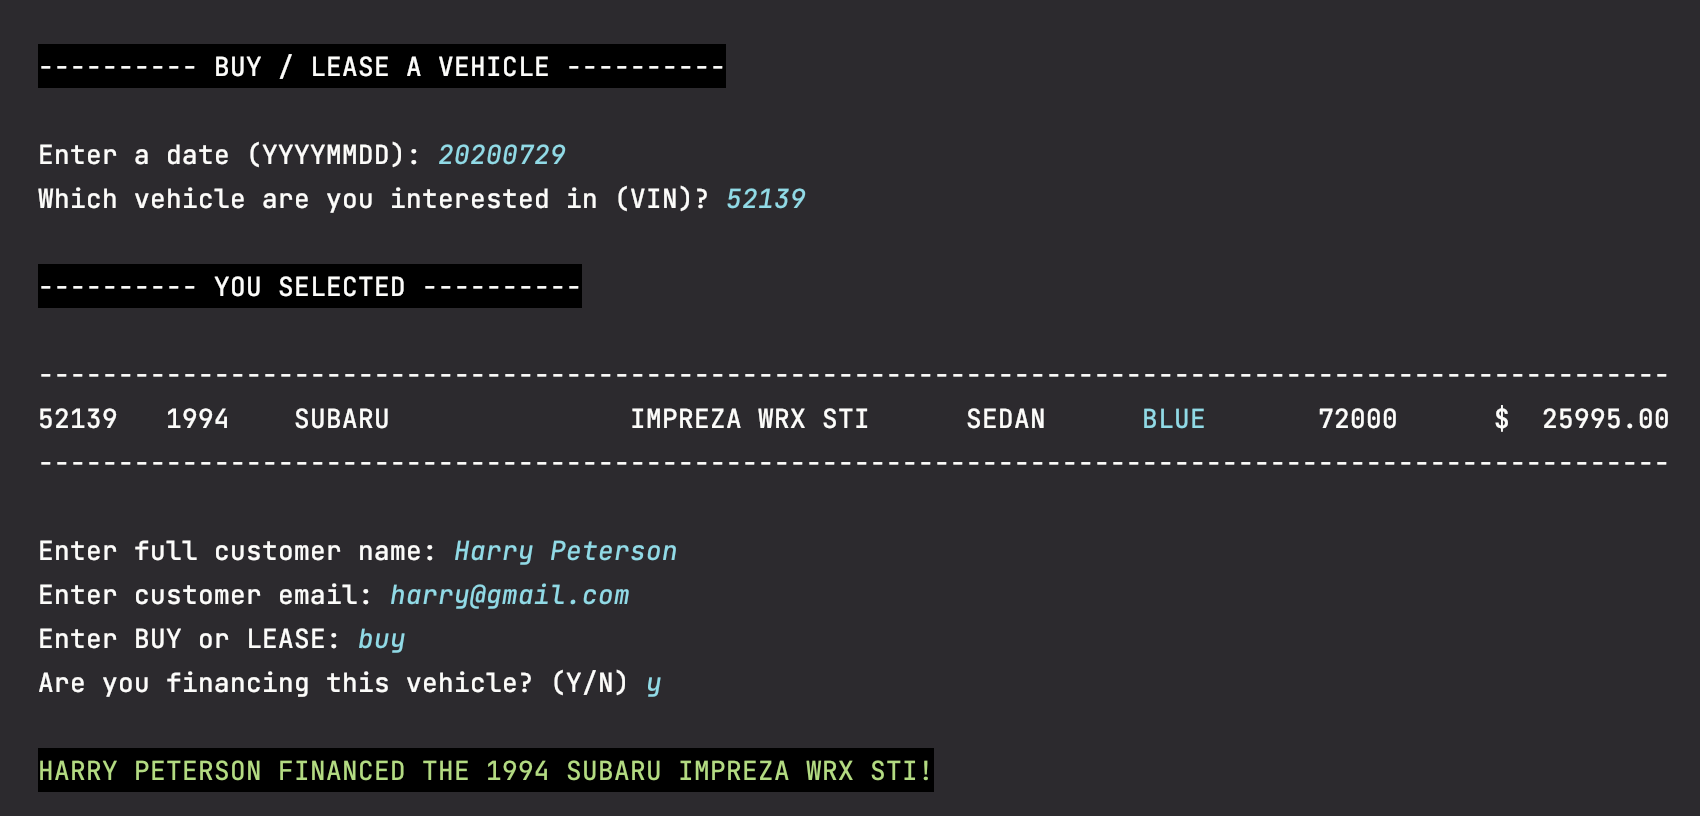 ---------- BUY / LEASE A VEHICLE ----------
Enter a date (YYYYMMDD): 20200729
Which vehicle are you interested in (VIN)? 52139
---------- YOU SELECTED ----------
------------------------------------------------------------------------------------------------------
52139   1994    SUBARU               IMPREZA WRX STI      SEDAN      BLUE       72000      $  25995.00
------------------------------------------------------------------------------------------------------
Enter full customer name: Harry Peterson
Enter customer email: harry@gmail.com
Enter BUY or LEASE: buy
Are you financing this vehicle? (Y/N) y
HARRY PETERSON FINANCED THE 1994 SUBARU IMPREZA WRX STI!